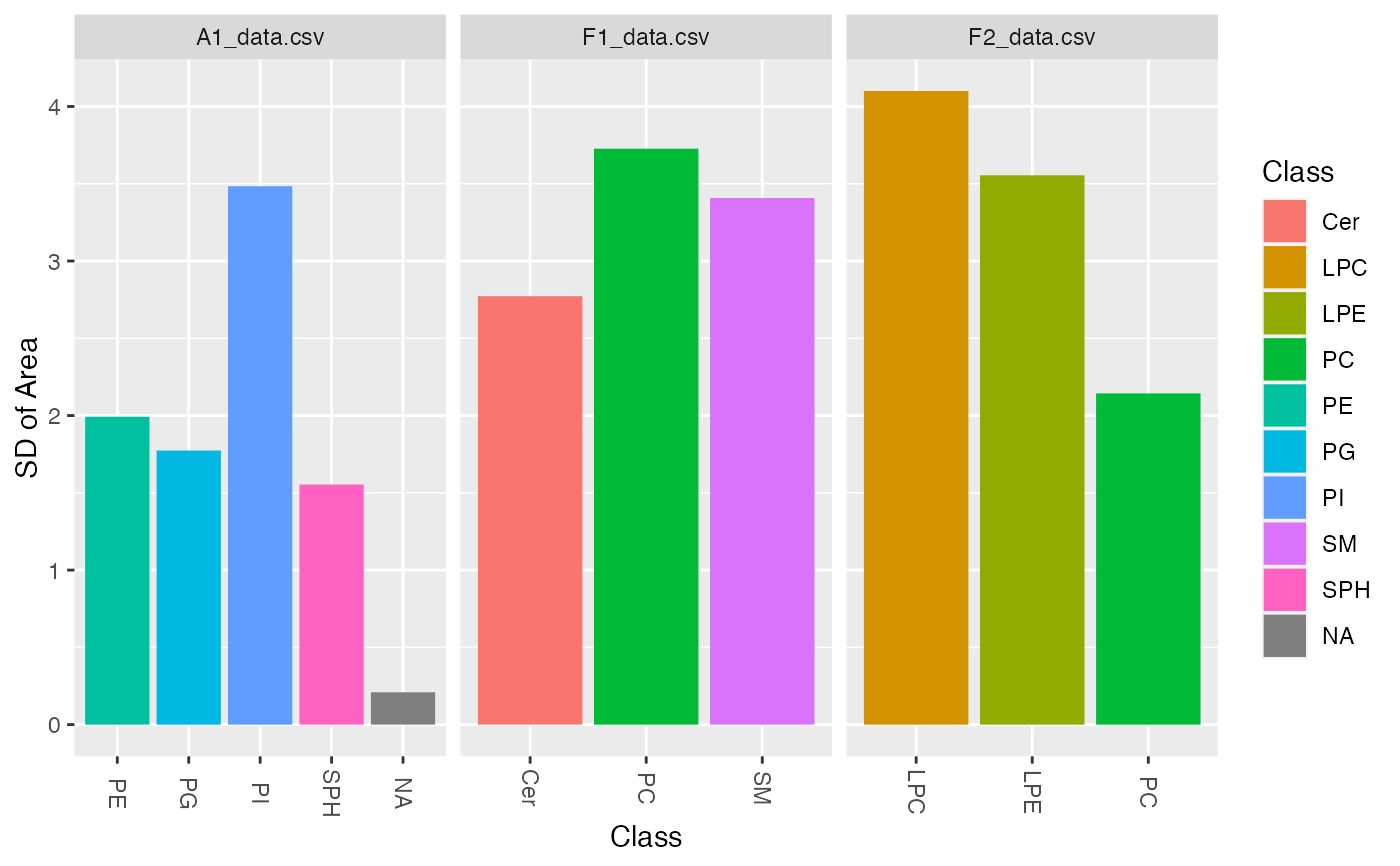 A1_data.csv F1_data.csv F2_data.csv
SD of Area
4
3
2
1
0
PE PG PI SPH NA Cer PC SM LPC LPE PC
Class
Class
Cer
LPC
LPE
PC
PE
PG
PI
SM
SPH
NA